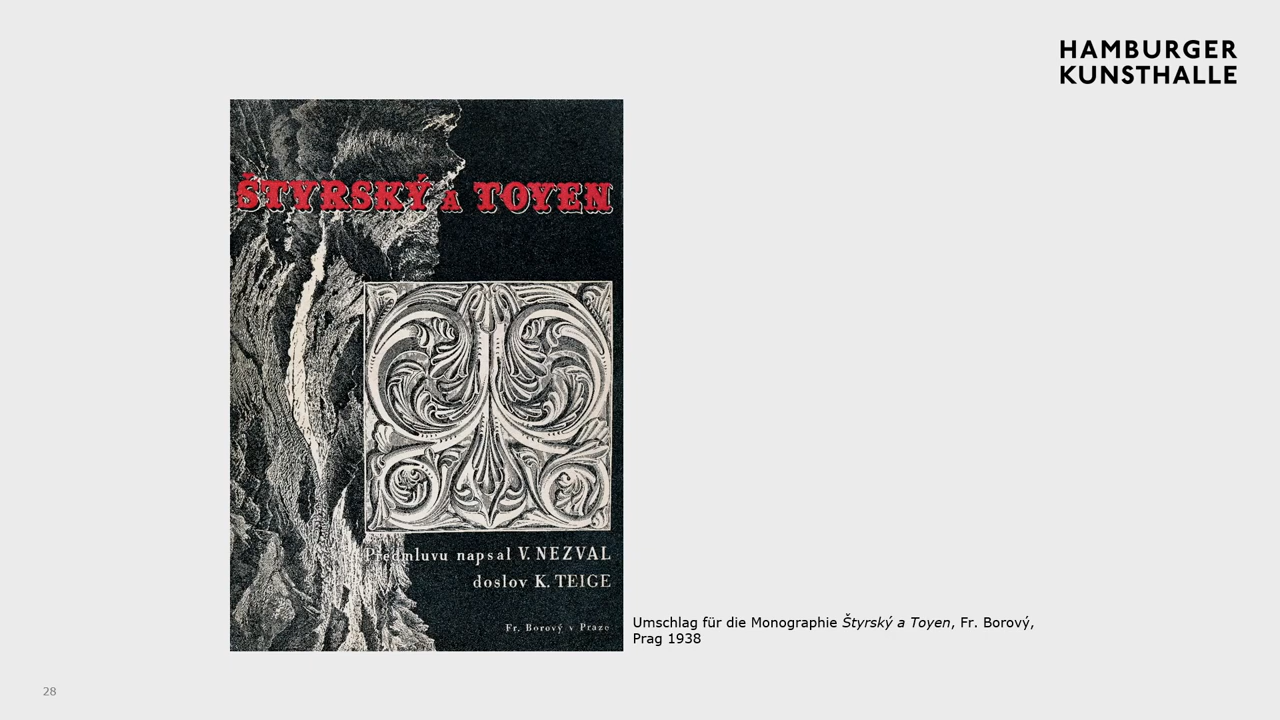 HAMBURGER
KUNSTHALLE
ŠTYRSKÝ A TOYEN
Předmluvu napsal V. NEZVAL
doslov K. TEIGE
Fr. Borový v Praze
Umschlag für die Monographie Štyrský a Toyen, Fr. Borový,
Prag 1938
28